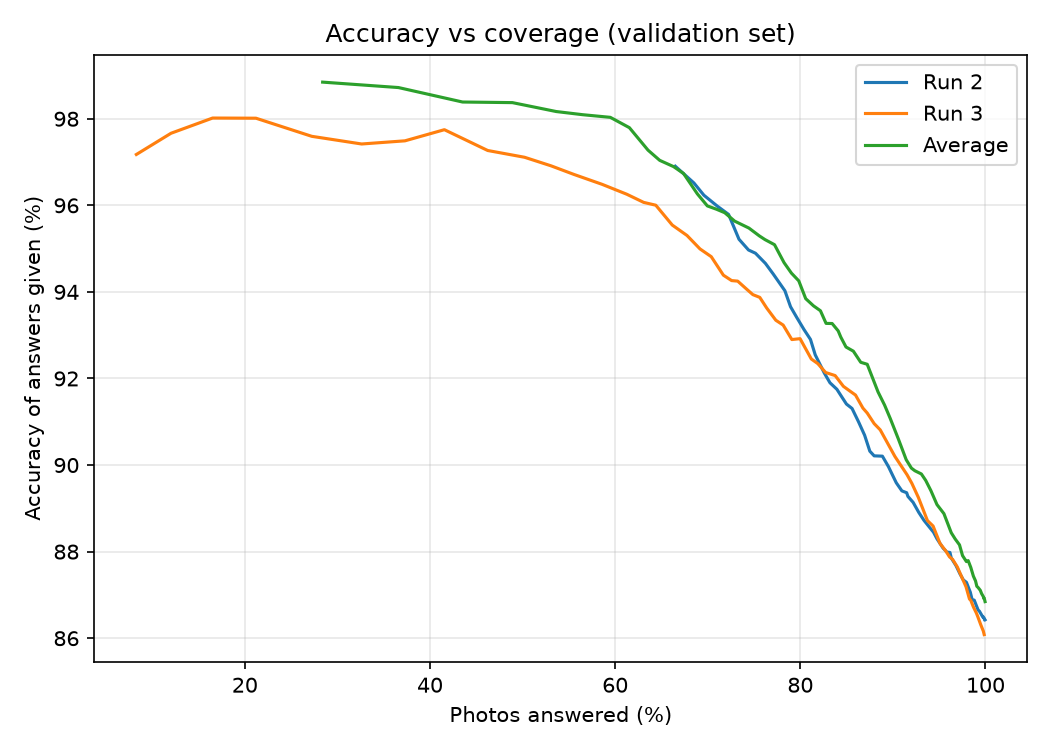 Accuracy vs coverage (validation set)
Run 2
Run 3
Average
98
96
94
92
90
88
86
Accuracy of answers given (%)
20 40 60 80 100
Photos answered (%)